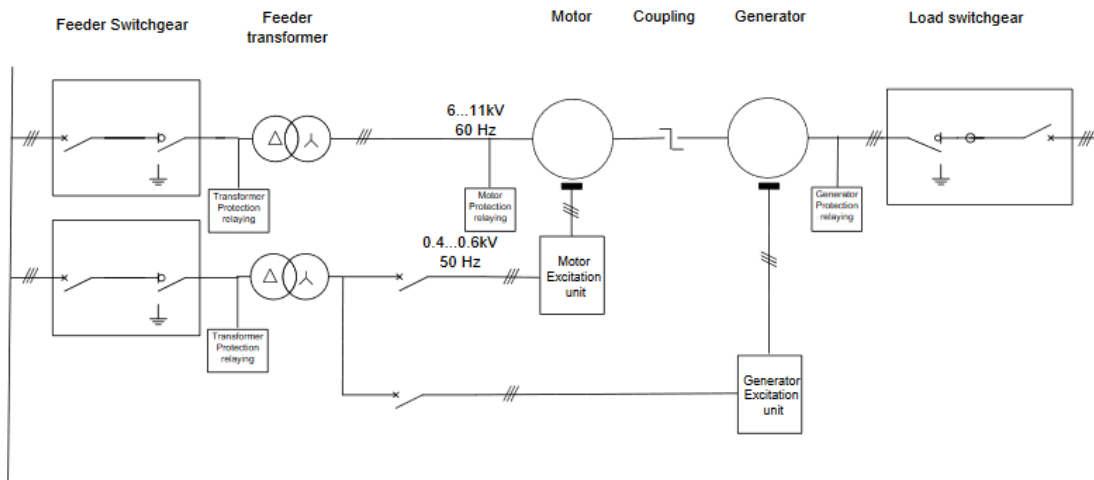 Feeder Switchgear
Feeder
transformer
Motor
Coupling
Generator
Load switchgear
6...11kV
60 Hz
Transformer
Protection
relaying
Motor
Protection
relaying
Generator
Protection
relaying
0.4...0.6kV
50 Hz
Motor
Excitation
unit
Transformer
Protection
relaying
Generator
Excitation
unit